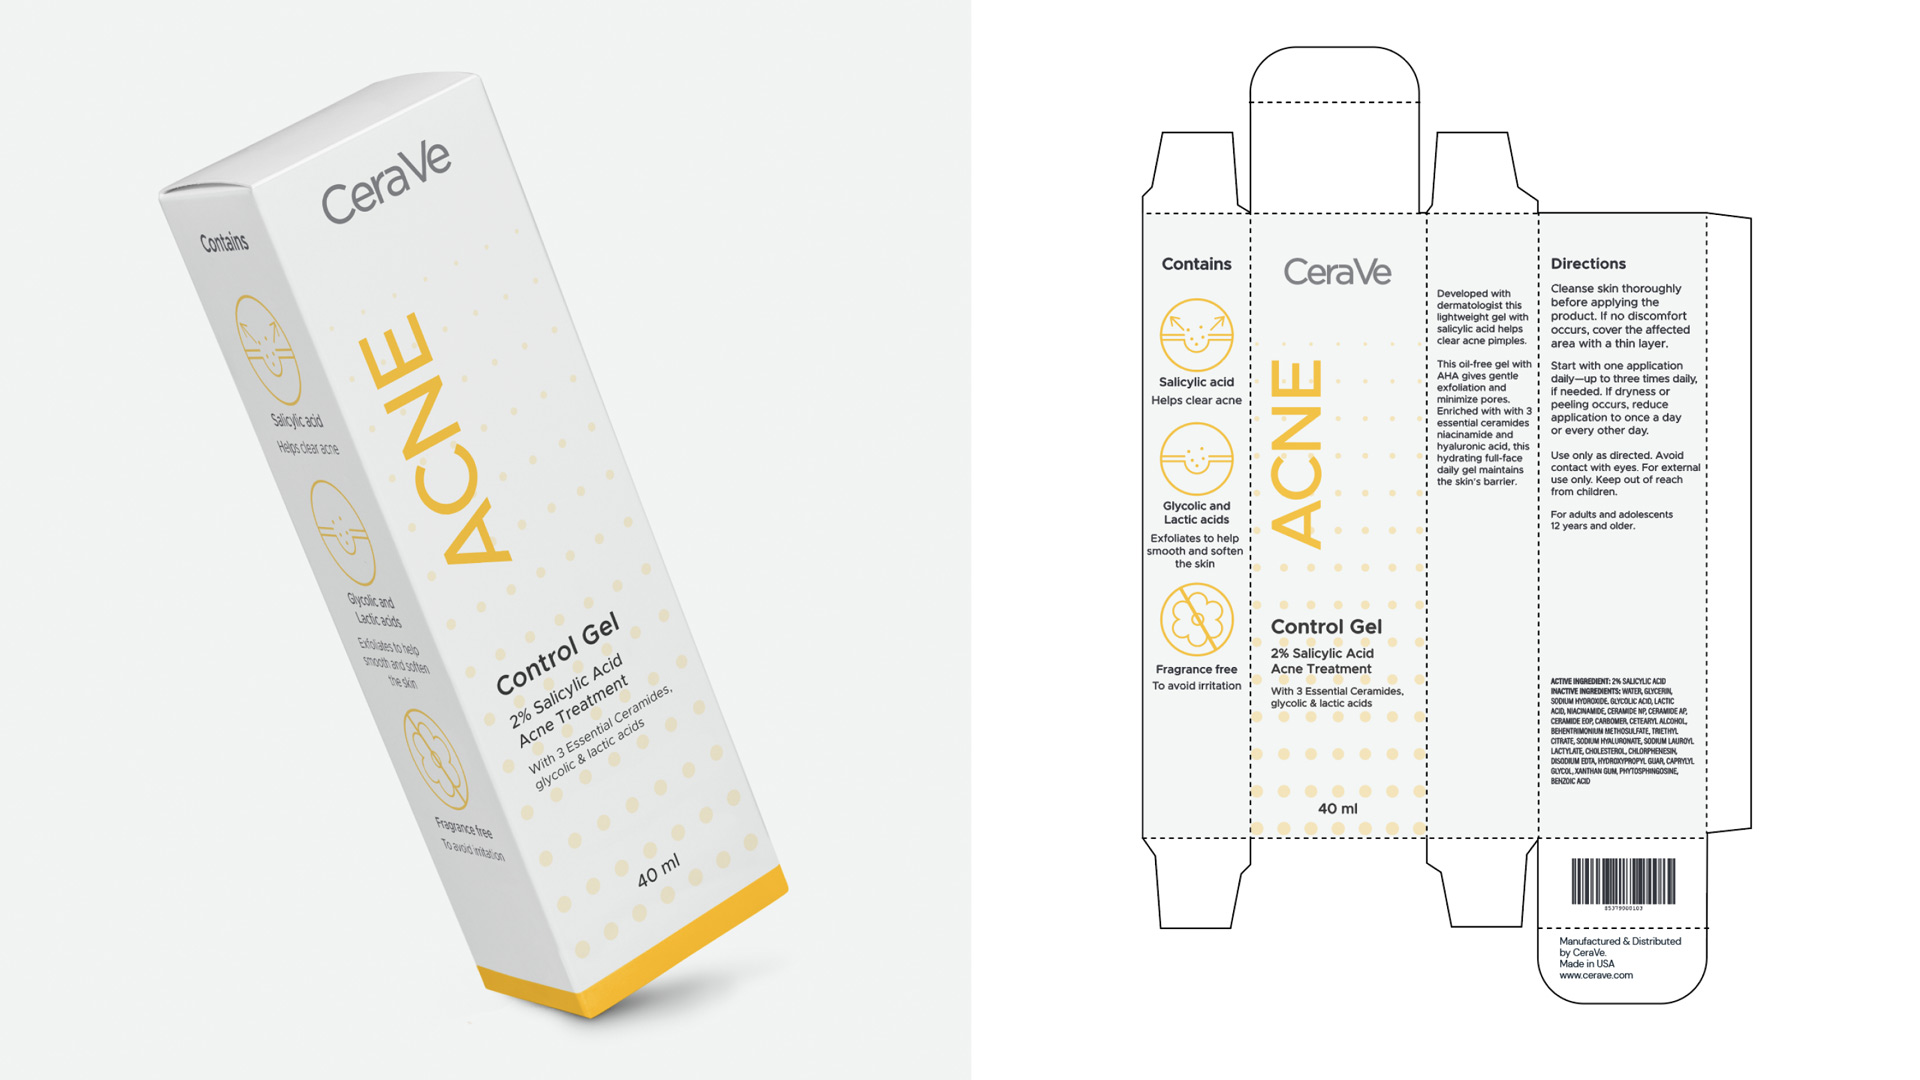 CeraVe
Contains
ACNE
Salicylic acid
Helps clear acne
Glycolic and
Lactic acids
Exfoliates to help
smooth and soften
the skin
Fragrance free
To avoid irritation
Control Gel
2% Salicylic Acid
Acne Treatment
With 3 Essential Ceramides,
glycolic & lactic acids
40 ml
Contains
Salicylic acid
Helps clear acne
Glycolic and
Lactic acids
Exfoliates to help
smooth and soften
the skin
Fragrance free
To avoid irritation
CeraVe
ACNE
Control Gel
2% Salicylic Acid
Acne Treatment
With 3 Essential Ceramides,
glycolic & lactic acids
40 ml
Developed with
dermatologist this
lightweight gel with
salicylic acid helps
clear acne pimples.
This oil-free gel with
AHA gives gentle
exfoliation and
minimize pores.
Enriched with with 3
essential ceramides
niacinamide and
hyaluronic acid, this
hydrating full-face
daily gel maintains
the skin's barrier.
Directions
Cleanse skin thoroughly
before applying the
product. If no discomfort
occurs, cover the affected
area with a thin layer.
Start with one application
daily—up to three times daily,
if needed. If dryness or
peeling occurs, reduce
application to once a day
or every other day.
Use only as directed. Avoid
contact with eyes. For external
use only. Keep out of reach
from children.
For adults and adolescents
12 years and older.
ACTIVE INGREDIENT: 2% SALICYLIC ACID
INACTIVE INGREDIENTS: WATER, GLYCERIN,
SODIUM HYDROXIDE, GLYCOLIC ACID, LACTIC
ACID, NIACINAMIDE, CERAMIDE NP, CERAMIDE AP,
CERAMIDE EOP, CARBOMER, CETEARYL ALCOHOL,
BEHENTRIMONIUM METHOSULFATE, TRIETHYL
CITRATE, SODIUM HYALURONATE, SODIUM LAUROYL
LACTYLATE, CHOLESTEROL, CHLORPHENESIN,
DISODIUM EDTA, HYDROXYPROPYL GUAR, CAPRYLYL
GLYCOL, XANTHAN GUM, PHYTOSPHINGOSINE,
BENZOIC ACID
Manufactured & Distributed
by CeraVe.
Made in USA
www.cerave.com